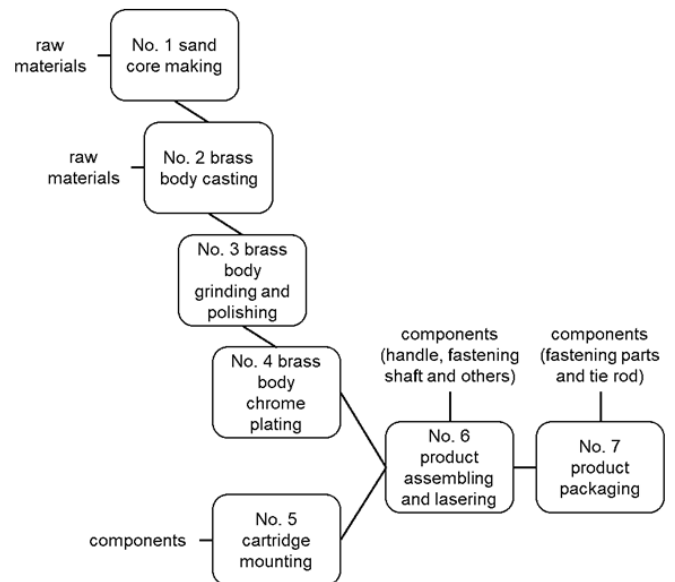 raw
materials
No. 1 sand
core making
raw
materials
No. 2 brass
body casting
No. 3 brass
body
grinding and
polishing
No. 4 brass
body
chrome
plating
components
(handle, fastening
shaft and others)
components
(fastening parts
and tie rod)
No. 6
product
assembling
and lasering
No. 7
product
packaging
components
No. 5
cartridge
mounting